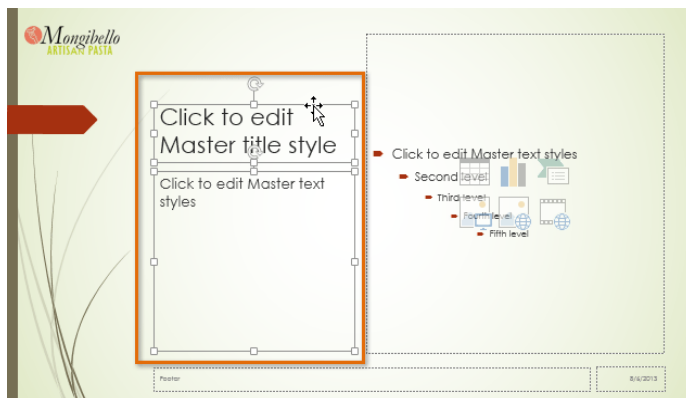 Mongibello
ARTISAN PASTA
Click to edit
Master title style
Click to edit Master text
styles
Click to edit Master text styles
Second level
Third level
Fourth level
Fifth level
Footer
8/6/2013